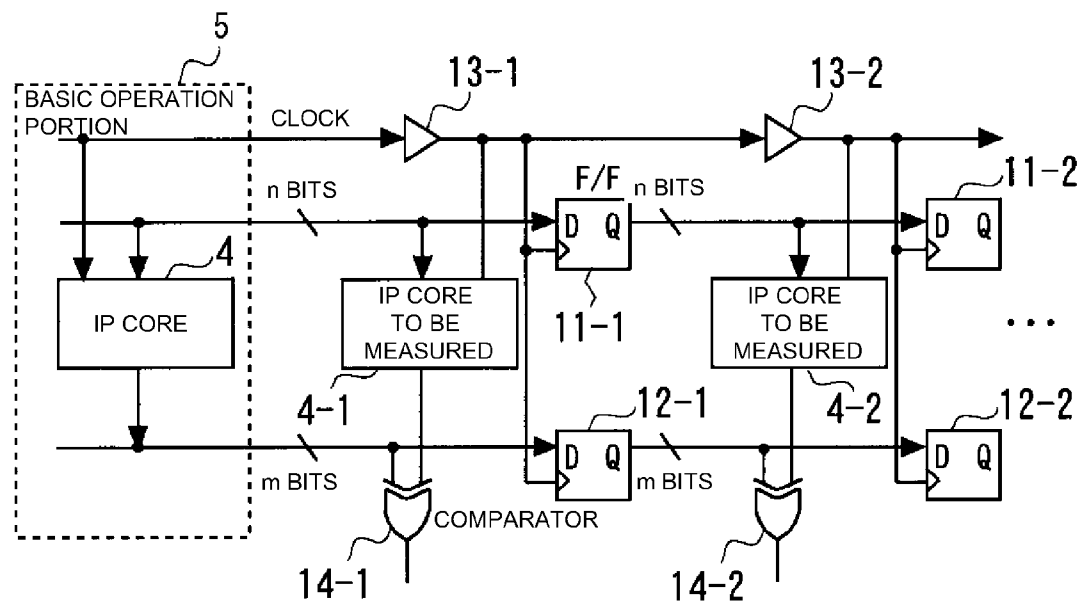 5
13-1
13-2
BASIC OPERATION
PORTION
CLOCK
11-2
n BITS
F/F
n BITS
D Q
D Q
4
IP CORE
IP CORE
TO BE
MEASURED
11-1
IP CORE
TO BE
MEASURED
...
4-1
12-1
4-2
12-2
m BITS
D Q
m BITS
D Q
COMPARATOR
14-1
14-2